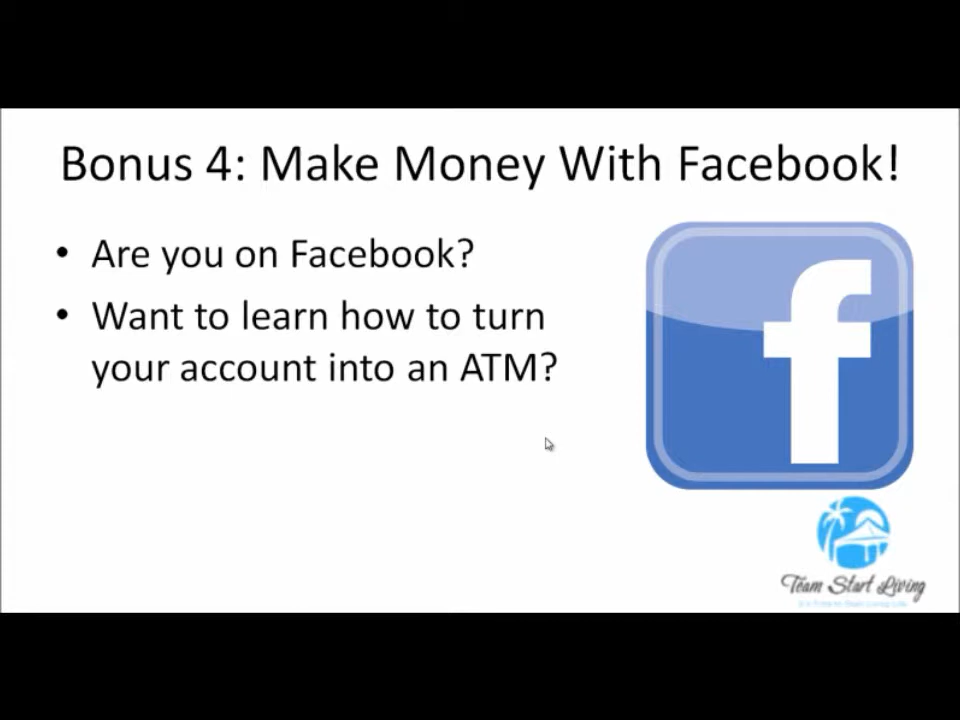 Bonus 4: Make Money With Facebook!
• Are you on Facebook?
• Want to learn how to turn
your account into an ATM?
f
Team Start Living